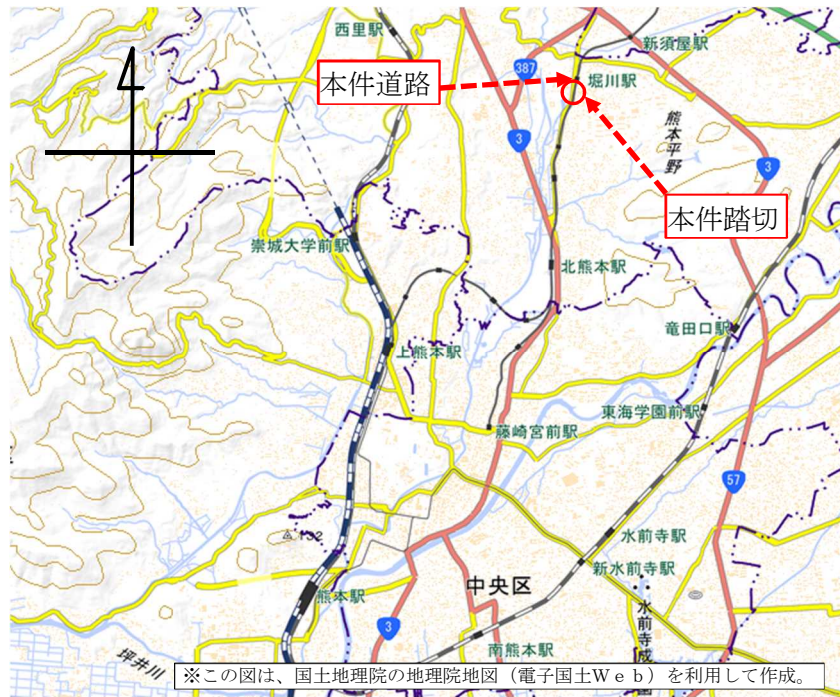 西里駅
新須屋駅
387
堀川駅
本件道路
3
熊本平野
3
本件踏切
崇城大学前駅
北熊本駅
竜田口駅
上熊本駅
東海学園前駅
藤崎宮前駅
57
水前寺駅
新水前寺駅
中央区
熊本駅
水前寺成
3
南熊本駅
坪井川
※この図は、国土地理院の地理院地図（電子国土Ｗｅｂ）を利用して作成。